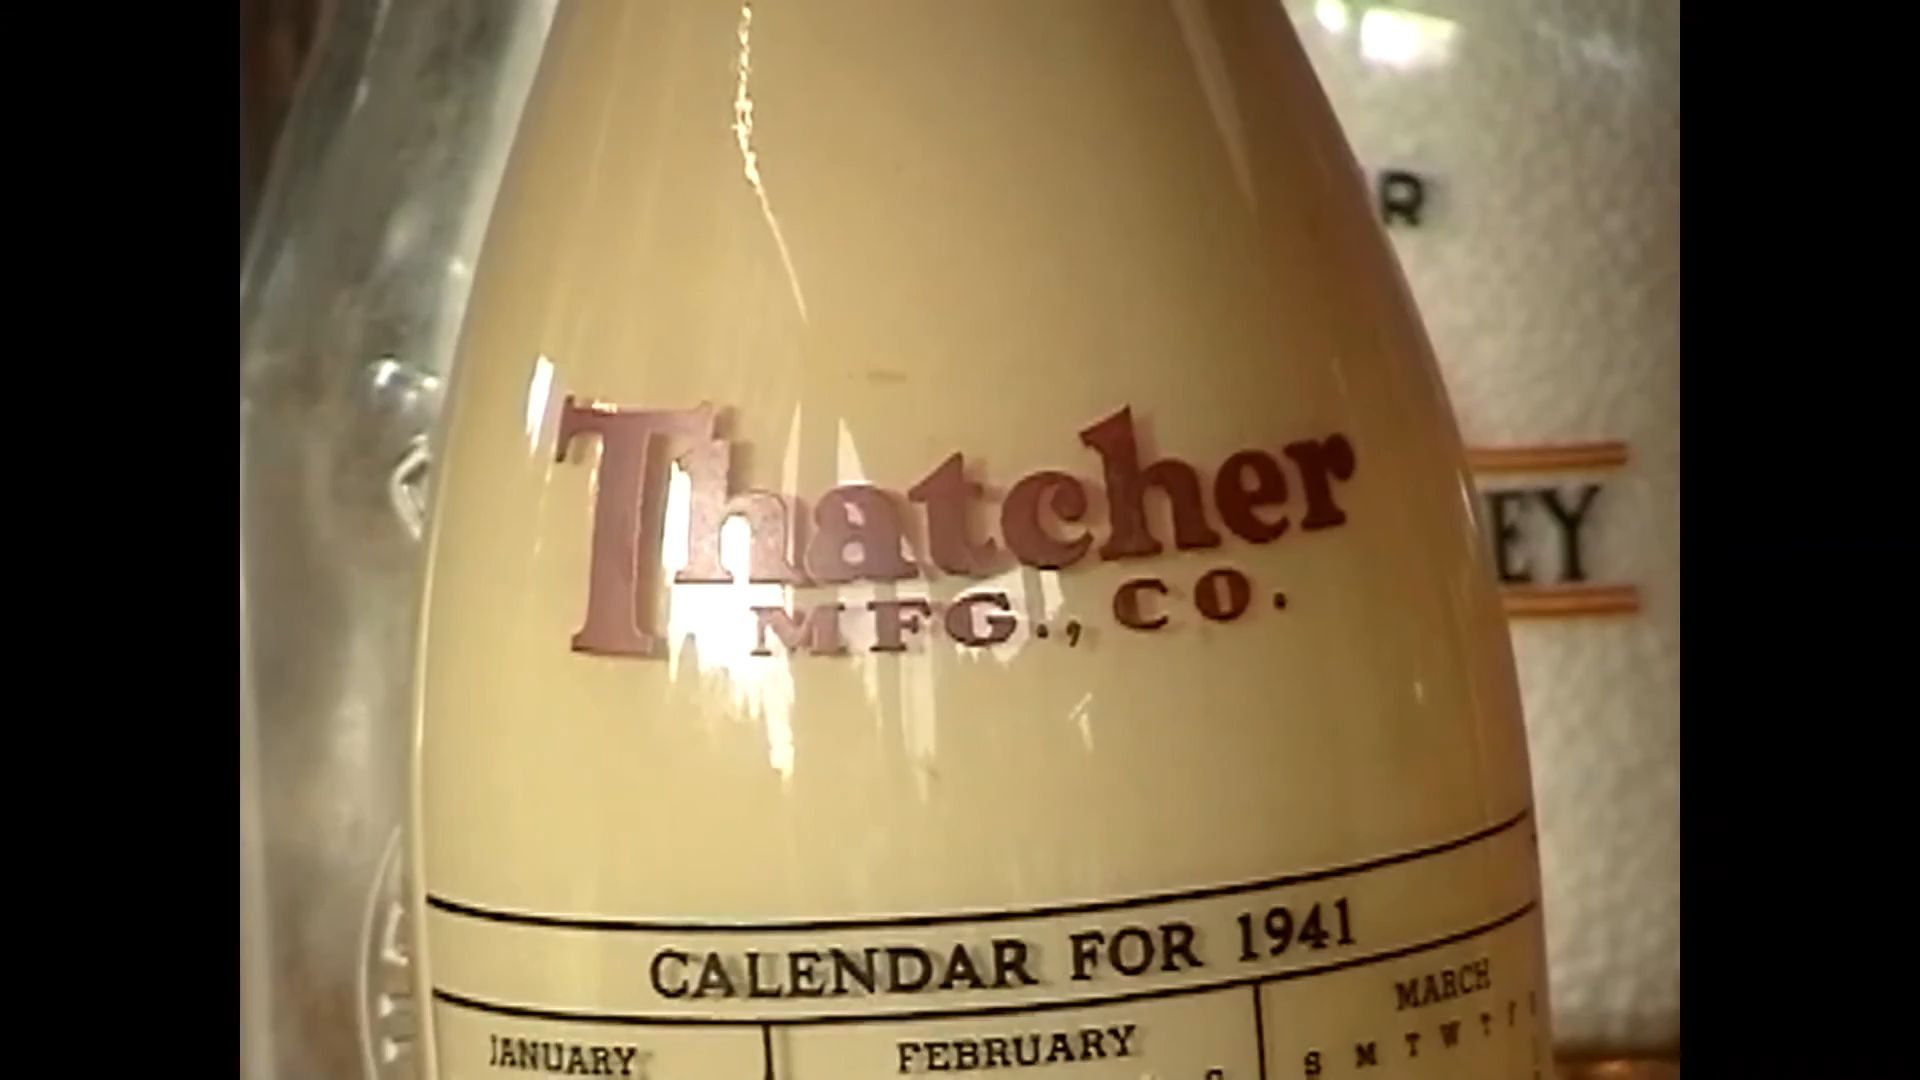 Thatcher
MFG., CO.
CALENDAR FOR 1941
JANUARY
FEBRUARY
MARCH
S M T W T F
R
EY